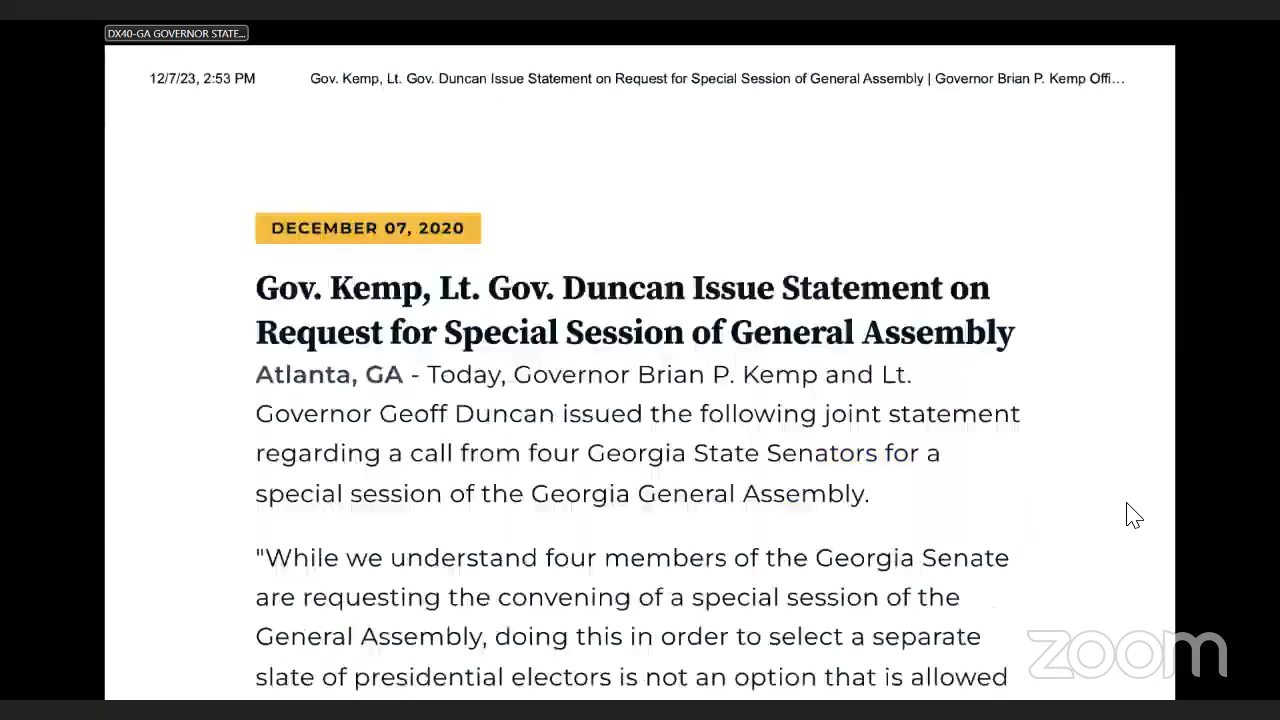 DX40-GA GOVERNOR STATE...
12/7/23, 2:53 PM Gov. Kemp, Lt. Gov. Duncan Issue Statement on Request for Special Session of General Assembly | Governor Brian P. Kemp Offi...
DECEMBER 07, 2020
Gov. Kemp, Lt. Gov. Duncan Issue Statement on
Request for Special Session of General Assembly
Atlanta, GA - Today, Governor Brian P. Kemp and Lt.
Governor Geoff Duncan issued the following joint statement
regarding a call from four Georgia State Senators for a
special session of the Georgia General Assembly.
"While we understand four members of the Georgia Senate
are requesting the convening of a special session of the
General Assembly, doing this in order to select a separate
slate of presidential electors is not an option that is allowed
zoom